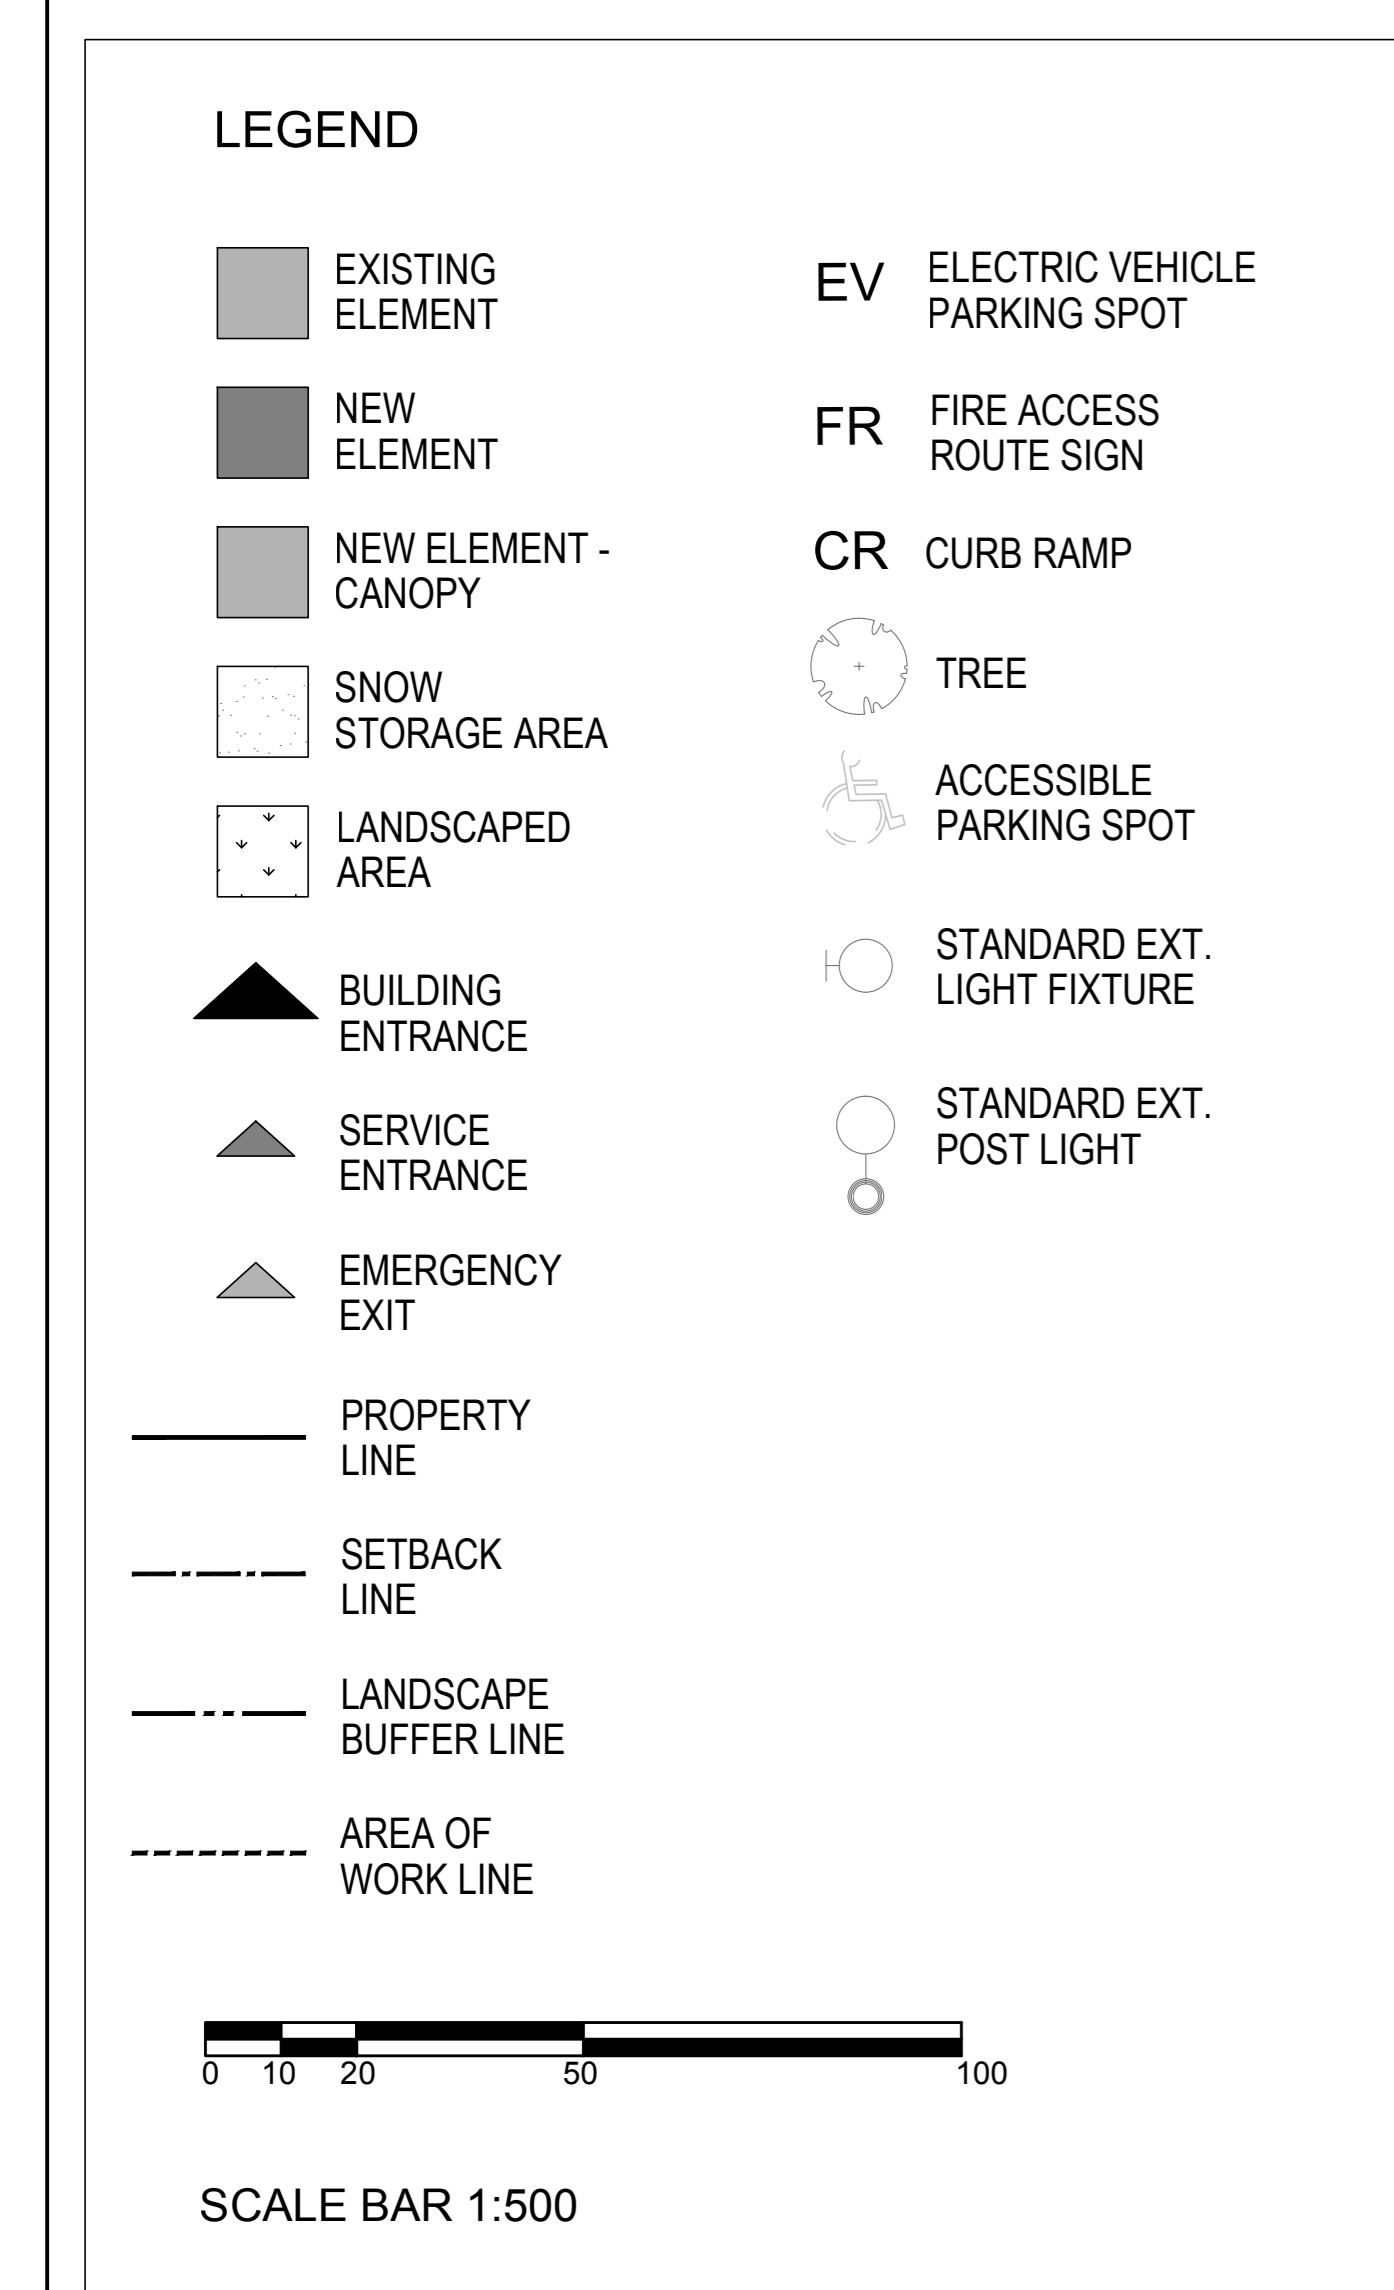 LEGEND
EXISTING
ELEMENT
NEW
ELEMENT
NEW ELEMENT -
CANOPY
SNOW
STORAGE AREA
LANDSCAPED
AREA
BUILDING
ENTRANCE
SERVICE
ENTRANCE
EMERGENCY
EXIT
PROPERTY
LINE
SETBACK
LINE
LANDSCAPE
BUFFER LINE
AREA OF
WORK LINE
EV ELECTRIC VEHICLE
PARKING SPOT
FR FIRE ACCESS
ROUTE SIGN
CR CURB RAMP
TREE
ACCESSIBLE
PARKING SPOT
STANDARD EXT.
LIGHT FIXTURE
STANDARD EXT.
POST LIGHT
0 10 20 50 100
SCALE BAR 1:500